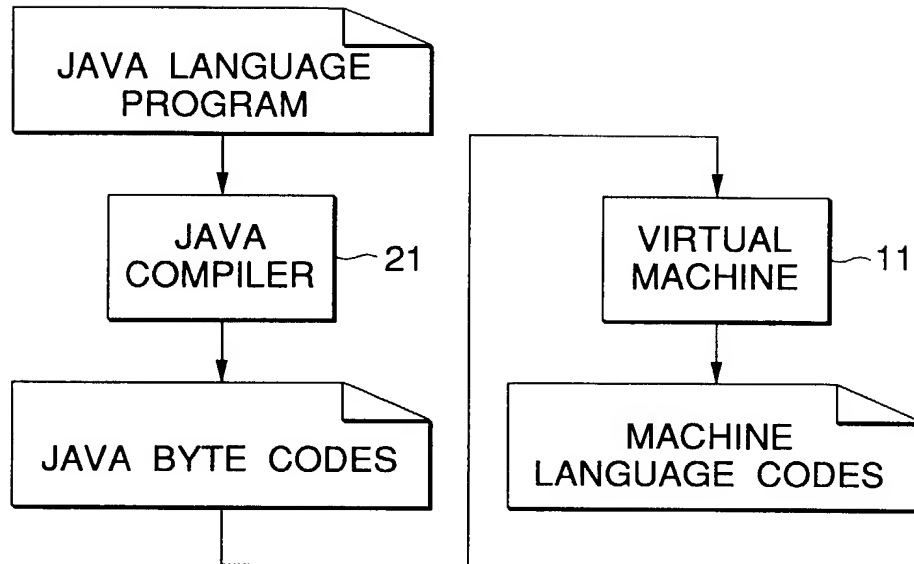 JAVA LANGUAGE
PROGRAM
JAVA
COMPILER
21
JAVA BYTE CODES
VIRTUAL
MACHINE
11
MACHINE
LANGUAGE CODES